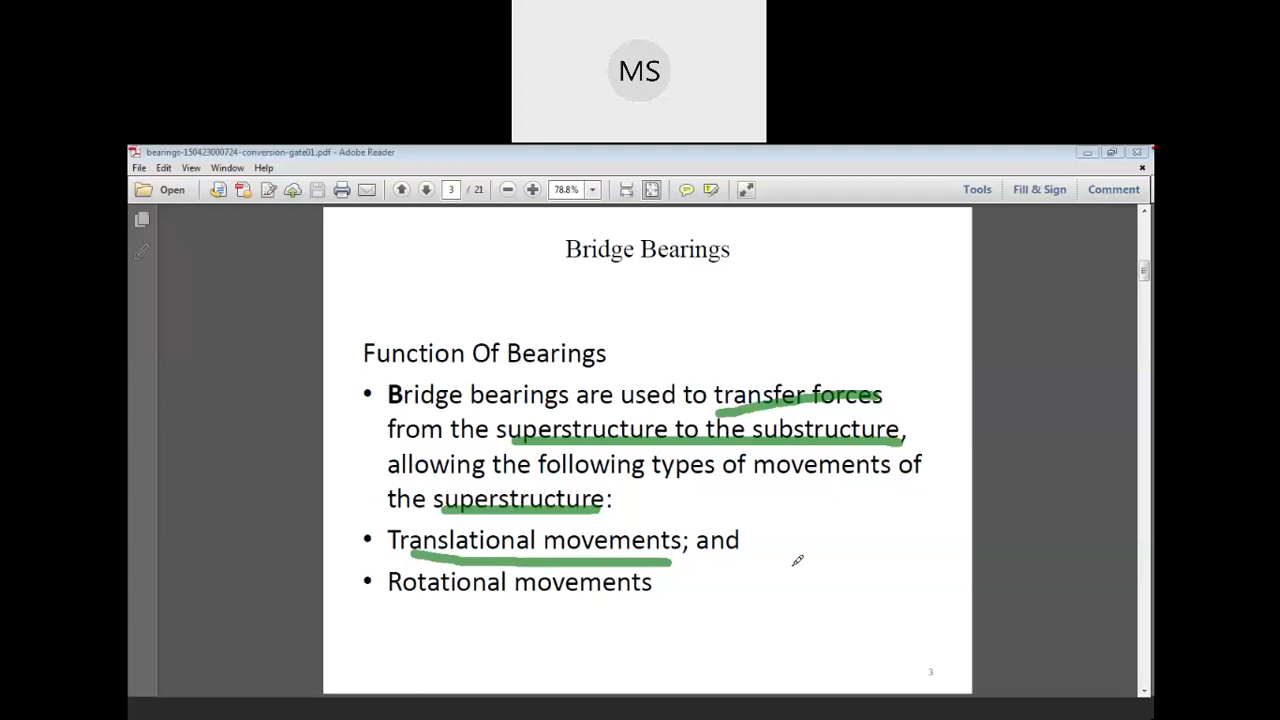 MS
bearings-150423000724-conversion-gate01.pdf - Adobe Reader
File Edit View Window Help
Open 3 / 21 78.8% Tools Fill & Sign Comment
Bridge Bearings
Function Of Bearings
• Bridge bearings are used to transfer forces
from the superstructure to the substructure,
allowing the following types of movements of
the superstructure:
• Translational movements; and
• Rotational movements
3